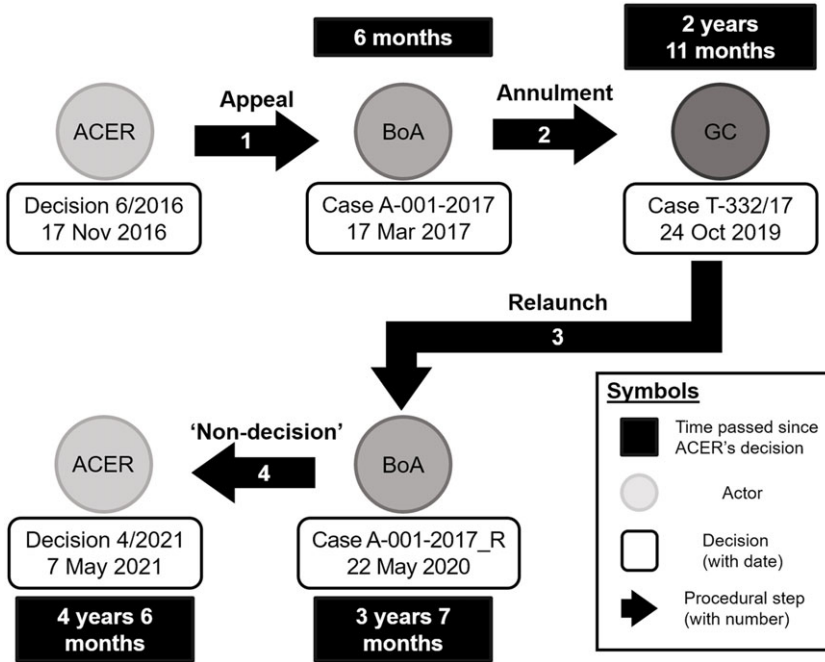 6 months
2 years
11 months
ACER
Appeal
1
BoA
Annulment
2
GC
Decision 6/2016
17 Nov 2016
Case A-001-2017
17 Mar 2017
Case T-332/17
24 Oct 2019
Relaunch
3
ACER
‘Non-decision’
4
BoA
Decision 4/2021
7 May 2021
Case A-001-2017_R
22 May 2020
4 years 6
months
3 years 7
months
Symbols
Time passed since
ACER’s decision
Actor
Decision
(with date)
Procedural step
(with number)